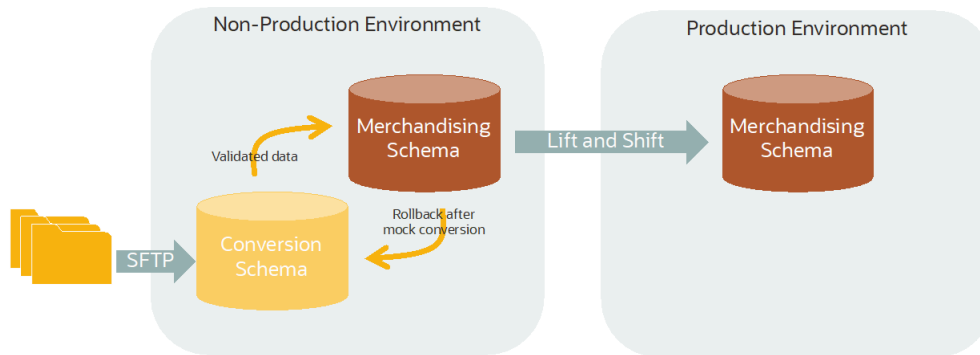 Non-Production Environment
Production Environment
Merchandising
Schema
Merchandising
Schema
Lift and Shift
Validated data
Rollback after
mock conversion
Conversion
Schema
SFTP